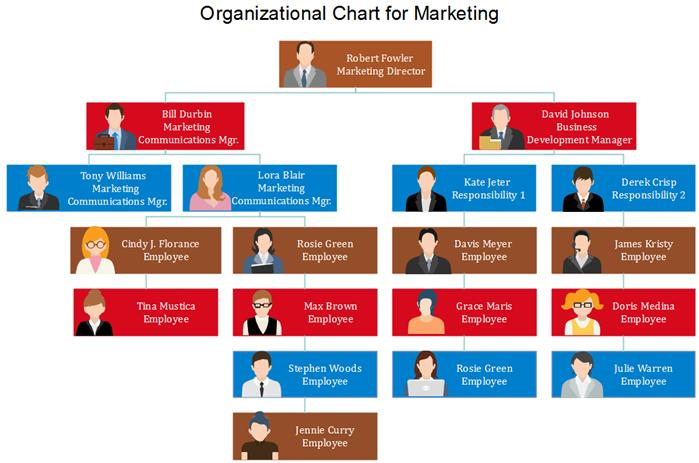 Organizational Chart for Marketing
Robert Fowler
Marketing Director
Bill Durbin
Marketing
Communications Mgr.
David Johnson
Business
Development Manager
Tony Williams
Marketing
Communications Mgr.
Lora Blair
Marketing
Communications Mgr.
Kate Jeter
Responsibility 1
Derek Crisp
Responsibility 2
Cindy J. Florance
Employee
Rosie Green
Employee
Davis Meyer
Employee
James Kristy
Employee
Tina Mustica
Employee
Max Brown
Employee
Grace Maris
Employee
Doris Medina
Employee
Stephen Woods
Employee
Rosie Green
Employee
Julie Warren
Employee
Jennie Curry
Employee